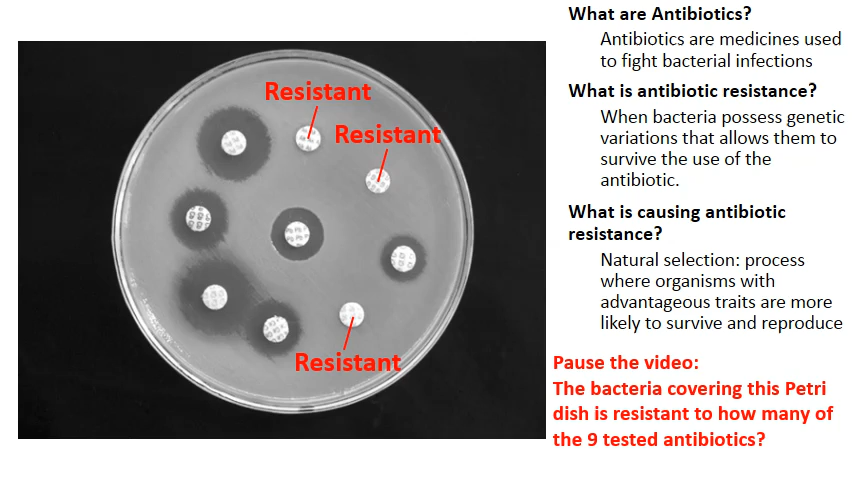 What are Antibiotics?
Antibiotics are medicines used
to fight bacterial infections
What is antibiotic resistance?
When bacteria possess genetic
variations that allows them to
survive the use of the
antibiotic.
What is causing antibiotic
resistance?
Natural selection: process
where organisms with
advantageous traits are more
likely to survive and reproduce
Pause the video:
The bacteria covering this Petri
dish is resistant to how many of
the 9 tested antibiotics?
Resistant
Resistant
Resistant